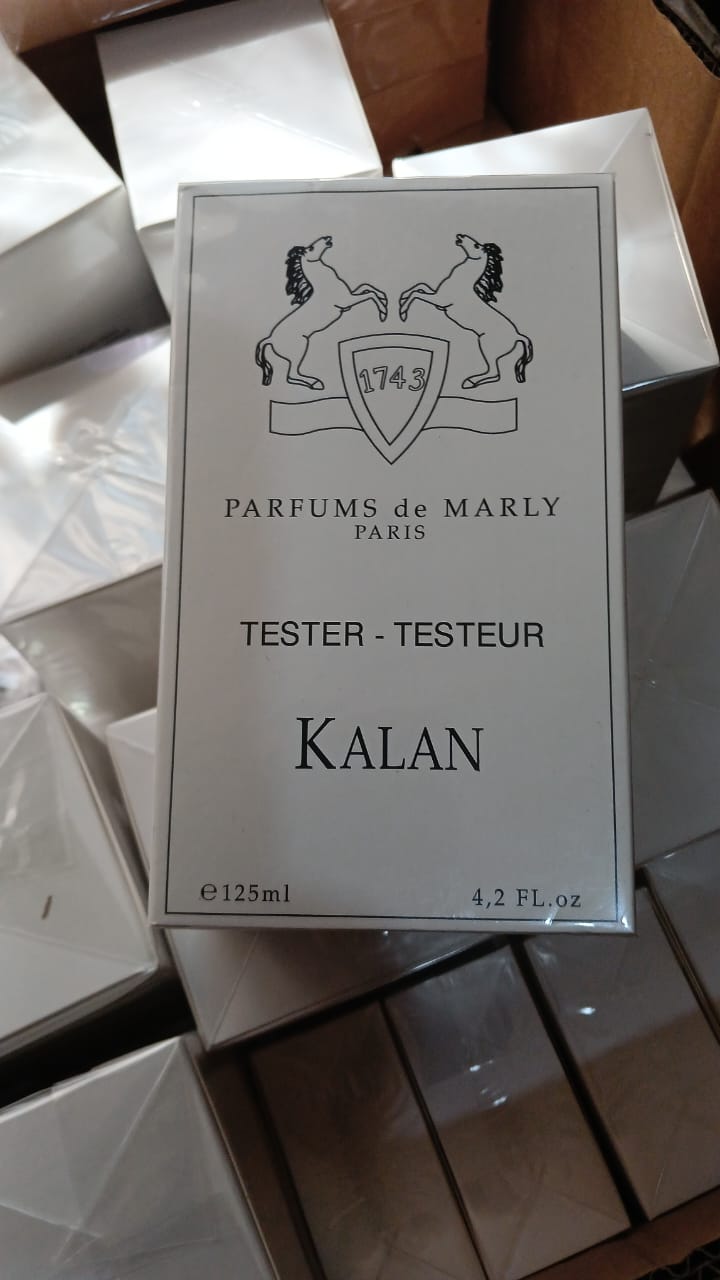 1743
PARFUMS de MARLY
PARIS
TESTER - TESTEUR
KALAN
℮125ml 4,2 FL.oz